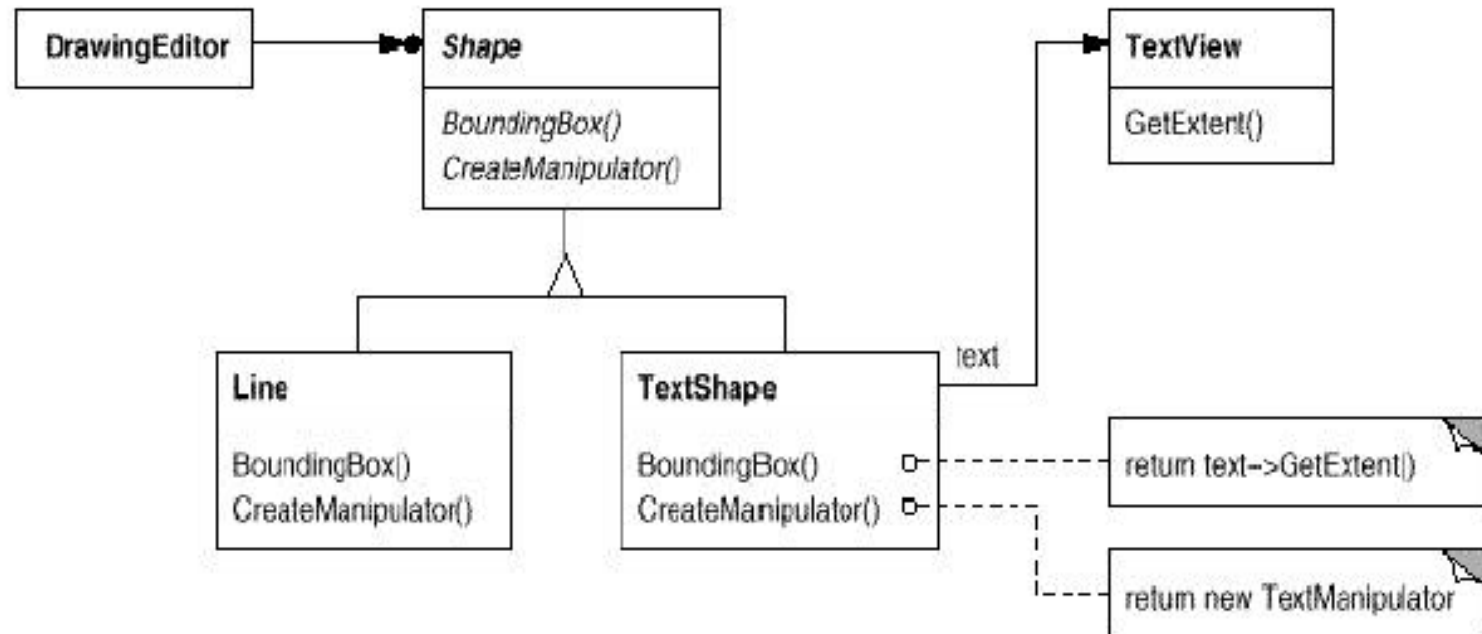 DrawingEditor
Shape
BoundingBox()
CreateManipulator()
TextView
GetExtent()
Line
BoundingBox()
CreateManipulator()
TextShape
BoundingBox()
CreateManipulator()
text
return text->GetExtent()
return new TextManipulator